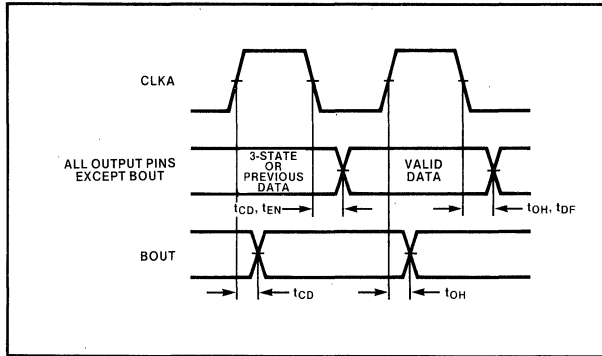 CLKA
ALL OUTPUT PINS
EXCEPT BOUT
3-STATE
OR
PREVIOUS
DATA
VALID
DATA
tCD, tEN
tOH, tDF
BOUT
tCD
tOH